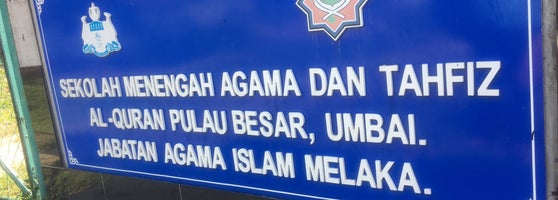 SEKOLAH MENENGAH AGAMA DAN TAHFIZ
AL-QURAN PULAU BESAR, UMBAI.
JABATAN AGAMA ISLAM MELAKA.